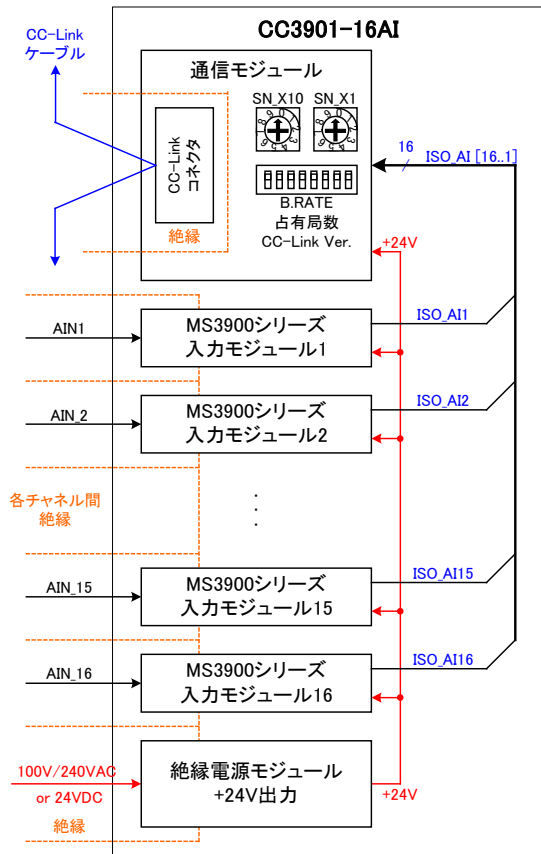 CC3901-16AI
CC-Link
ケーブル
通信モジュール
SN_X10
SN_X1
CC-Link
コネクタ
絶縁
B.RATE
占有局数
CC-Link Ver.
16
ISO_AI [16..1]
+24V
AIN1
MS3900シリーズ
入力モジュール1
ISO_AI1
AIN_2
MS3900シリーズ
入力モジュール2
ISO_AI2
各チャネル間
絶縁
AIN_15
MS3900シリーズ
入力モジュール15
ISO_AI15
AIN_16
MS3900シリーズ
入力モジュール16
ISO_AI16
100V/240VAC
or 24VDC
絶縁電源モジュール
+24V出力
+24V
絶縁